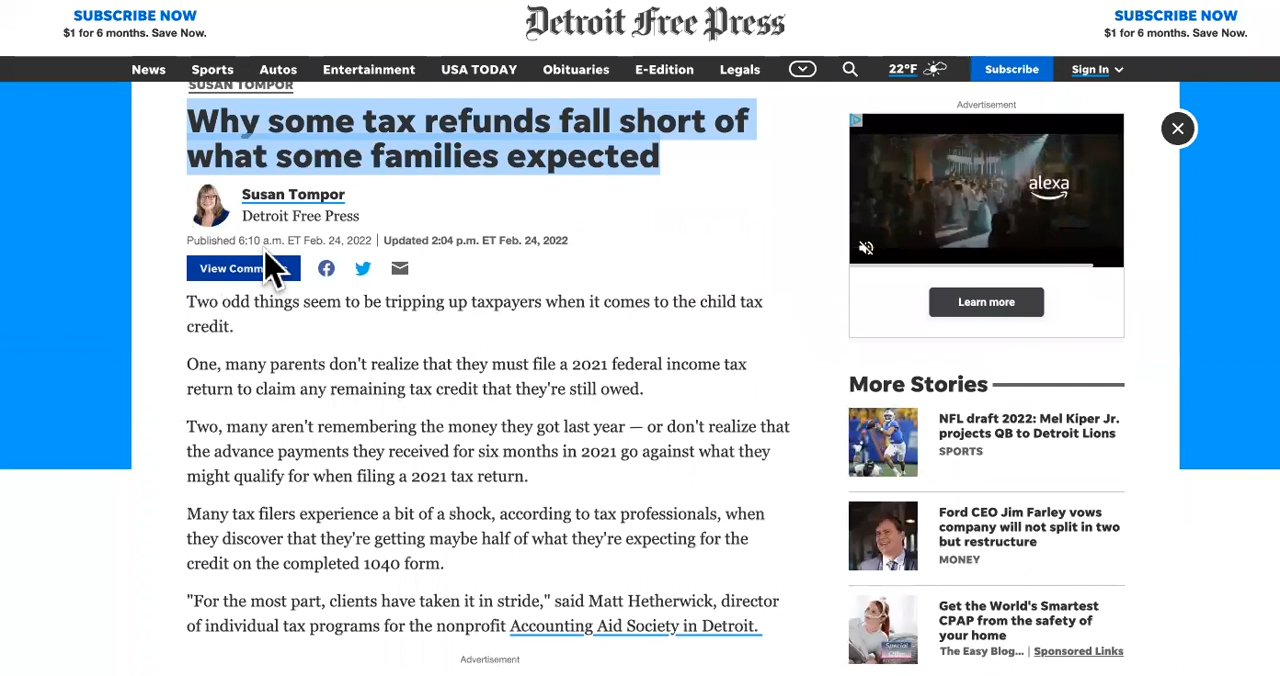 SUBSCRIBE NOW
$1 for 6 months. Save Now.
Detroit Free Press
SUBSCRIBE NOW
$1 for 6 months. Save Now.
News Sports Autos Entertainment USA TODAY Obituaries E-Edition Legals 22°F Subscribe Sign In
SUSAN TOMPOR
Why some tax refunds fall short of
what some families expected
Susan Tompor
Detroit Free Press
Published 6:10 a.m. ET Feb. 24, 2022 | Updated 2:04 p.m. ET Feb. 24, 2022
View
Two odd things seem to be tripping up taxpayers when it comes to the child tax
credit.
One, many parents don't realize that they must file a 2021 federal income tax
return to claim any remaining tax credit that they're still owed.
Two, many aren't remembering the money they got last year — or don't realize that
the advance payments they received for six months in 2021 go against what they
might qualify for when filing a 2021 tax return.
Many tax filers experience a bit of a shock, according to tax professionals, when
they discover that they're getting maybe half of what they're expecting for the
credit on the completed 1040 form.
"For the most part, clients have taken it in stride," said Matt Hetherwick, director
of individual tax programs for the nonprofit Accounting Aid Society in Detroit.
Advertisement
Advertisement
alexa
Learn more
More Stories
NFL draft 2022: Mel Kiper Jr.
projects QB to Detroit Lions
SPORTS
Ford CEO Jim Farley vows
company will not split in two
but restructure
MONEY
Get the World's Smartest
CPAP from the safety of
your home
The Easy Blog... | Sponsored Links